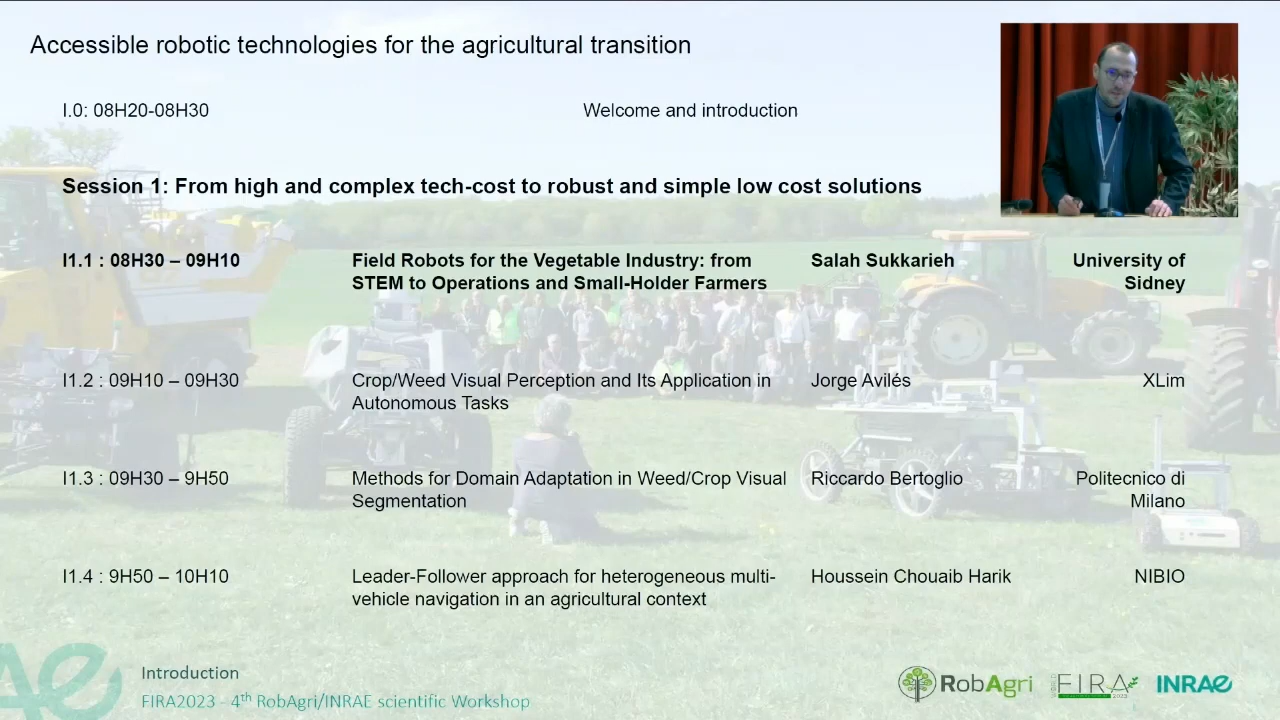 Accessible robotic technologies for the agricultural transition
I.0: 08H20-08H30 Welcome and introduction
Session 1: From high and complex tech-cost to robust and simple low cost solutions
I1.1 : 08H30 – 09H10 Field Robots for the Vegetable Industry: from Salah Sukkarieh University of
STEM to Operations and Small-Holder Farmers Sidney
I1.2 : 09H10 – 09H30 Crop/Weed Visual Perception and Its Application in Jorge Avilés XLim
Autonomous Tasks
I1.3 : 09H30 – 9H50 Methods for Domain Adaptation in Weed/Crop Visual Riccardo Bertoglio Politecnico di
Segmentation Milano
I1.4 : 9H50 – 10H10 Leader-Follower approach for heterogeneous multi- Houssein Chouaib Harik NIBIO
vehicle navigation in an agricultural context
Introduction
FIRA2023 - 4th RobAgri/INRAE scientific Workshop
RobAgri WORLD FIRA 2023 INRAE